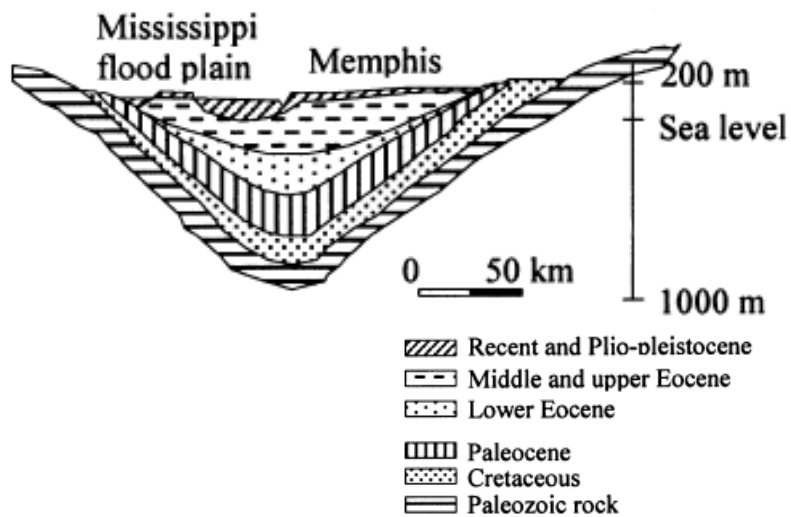 Mississippi
flood plain
Memphis
200 m
Sea level
0 50 km
1000 m
Recent and Plio-pleistocene
Middle and upper Eocene
Lower Eocene
Paleocene
Cretaceous
Paleozoic rock